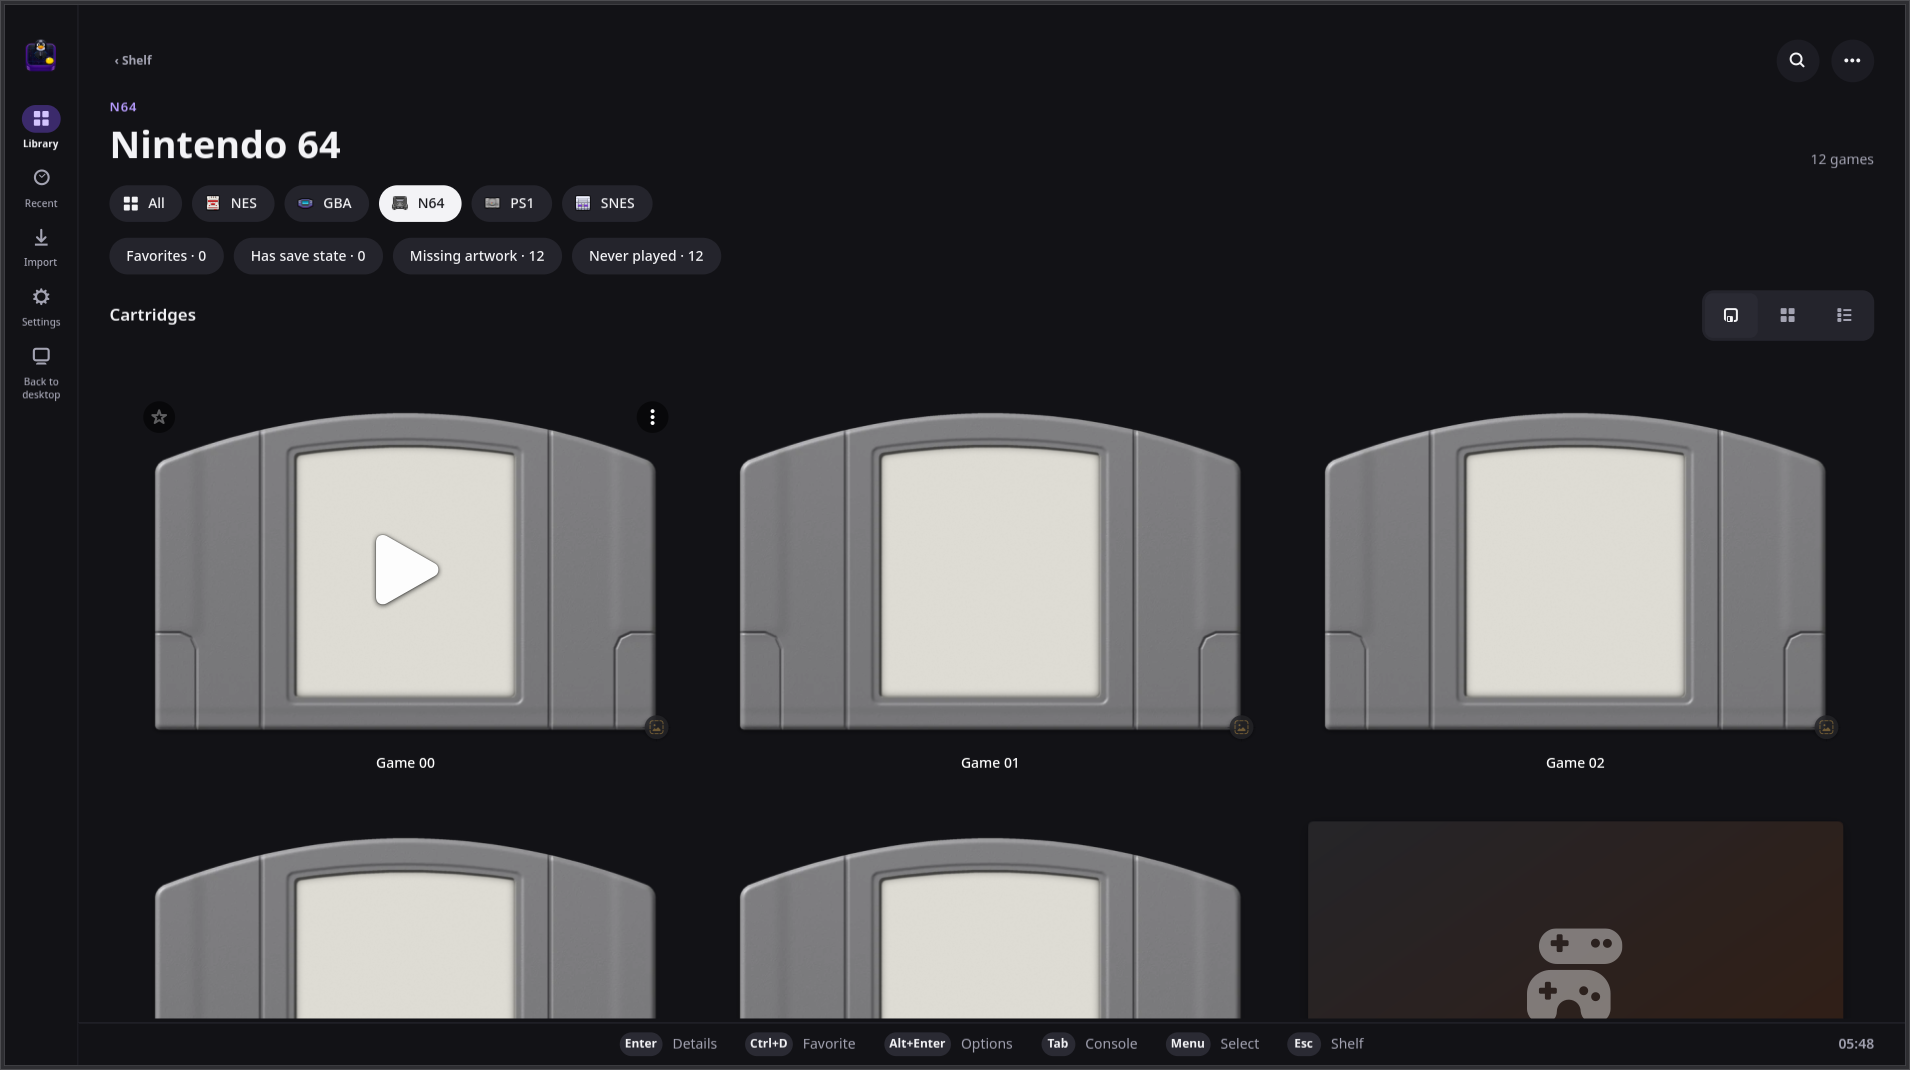 ‹ Shelf
N64
Nintendo 64
12 games
Library
Recent
Import
Settings
Back to
desktop
All
NES
GBA
N64
PS1
SNES
Favorites · 0
Has save state · 0
Missing artwork · 12
Never played · 12
Cartridges
Game 00
Game 01
Game 02
Enter Details
Ctrl+D Favorite
Alt+Enter Options
Tab Console
Menu Select
Esc Shelf
05:48